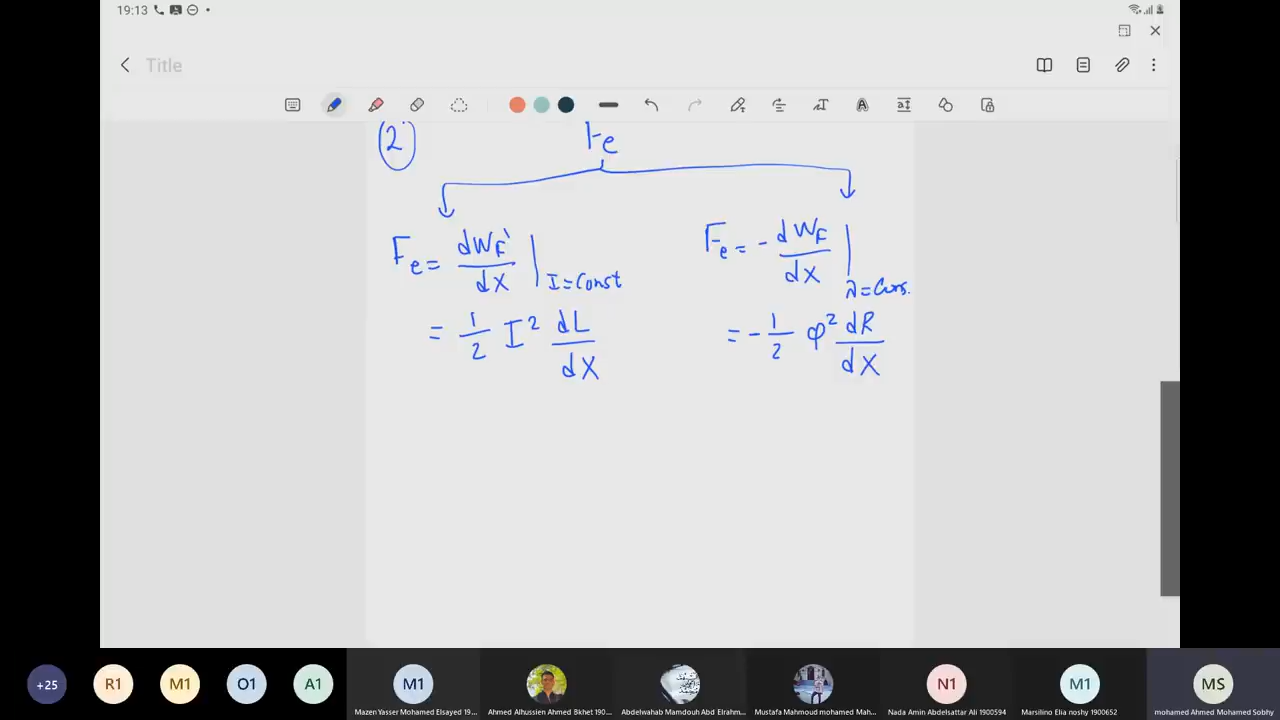 19:13
Title
2
Fe
Fe = dWF' / dX | I = Const
Fe = - dWF / dX | λ = Cons.
= 1/2 I² dL/dX
= - 1/2 φ² dR/dX
+25
R1
M1
O1
A1
M1
N1
M1
MS
Mazen Yasser Mohamed Elsayed 19...
Ahmed Alhussien Ahmed Bkhet 190...
Abdelwahab Mamdouh Abd Elrahm...
Mustafa Mahmoud mohamed Mah...
Nada Amin Abdelsattar Ali 1900594
Marsilino Elia noshy 1900652
mohamed Ahmed Mohamed Sobhy